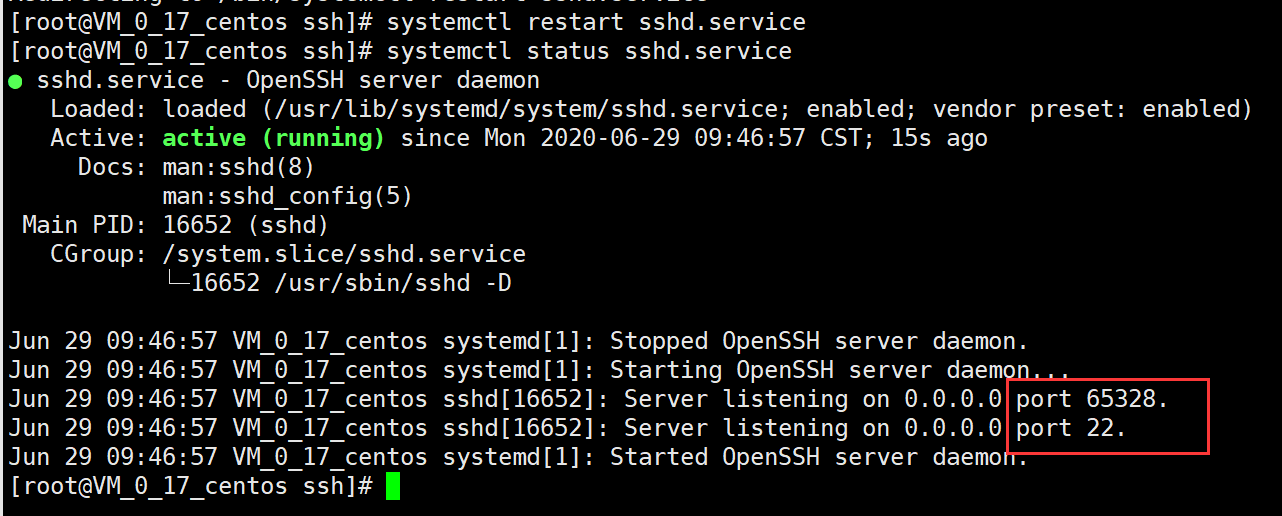 [root@VM_0_17_centos ssh]# systemctl restart sshd.service
[root@VM_0_17_centos ssh]# systemctl status sshd.service
● sshd.service - OpenSSH server daemon
Loaded: loaded (/usr/lib/systemd/system/sshd.service; enabled; vendor preset: enabled)
Active: active (running) since Mon 2020-06-29 09:46:57 CST; 15s ago
Docs: man:sshd(8)
man:sshd_config(5)
Main PID: 16652 (sshd)
CGroup: /system.slice/sshd.service
└─16652 /usr/sbin/sshd -D
Jun 29 09:46:57 VM_0_17_centos systemd[1]: Stopped OpenSSH server daemon.
Jun 29 09:46:57 VM_0_17_centos systemd[1]: Starting OpenSSH server daemon...
Jun 29 09:46:57 VM_0_17_centos sshd[16652]: Server listening on 0.0.0.0 port 65328.
Jun 29 09:46:57 VM_0_17_centos sshd[16652]: Server listening on 0.0.0.0 port 22.
Jun 29 09:46:57 VM_0_17_centos systemd[1]: Started OpenSSH server daemon.
[root@VM_0_17_centos ssh]#